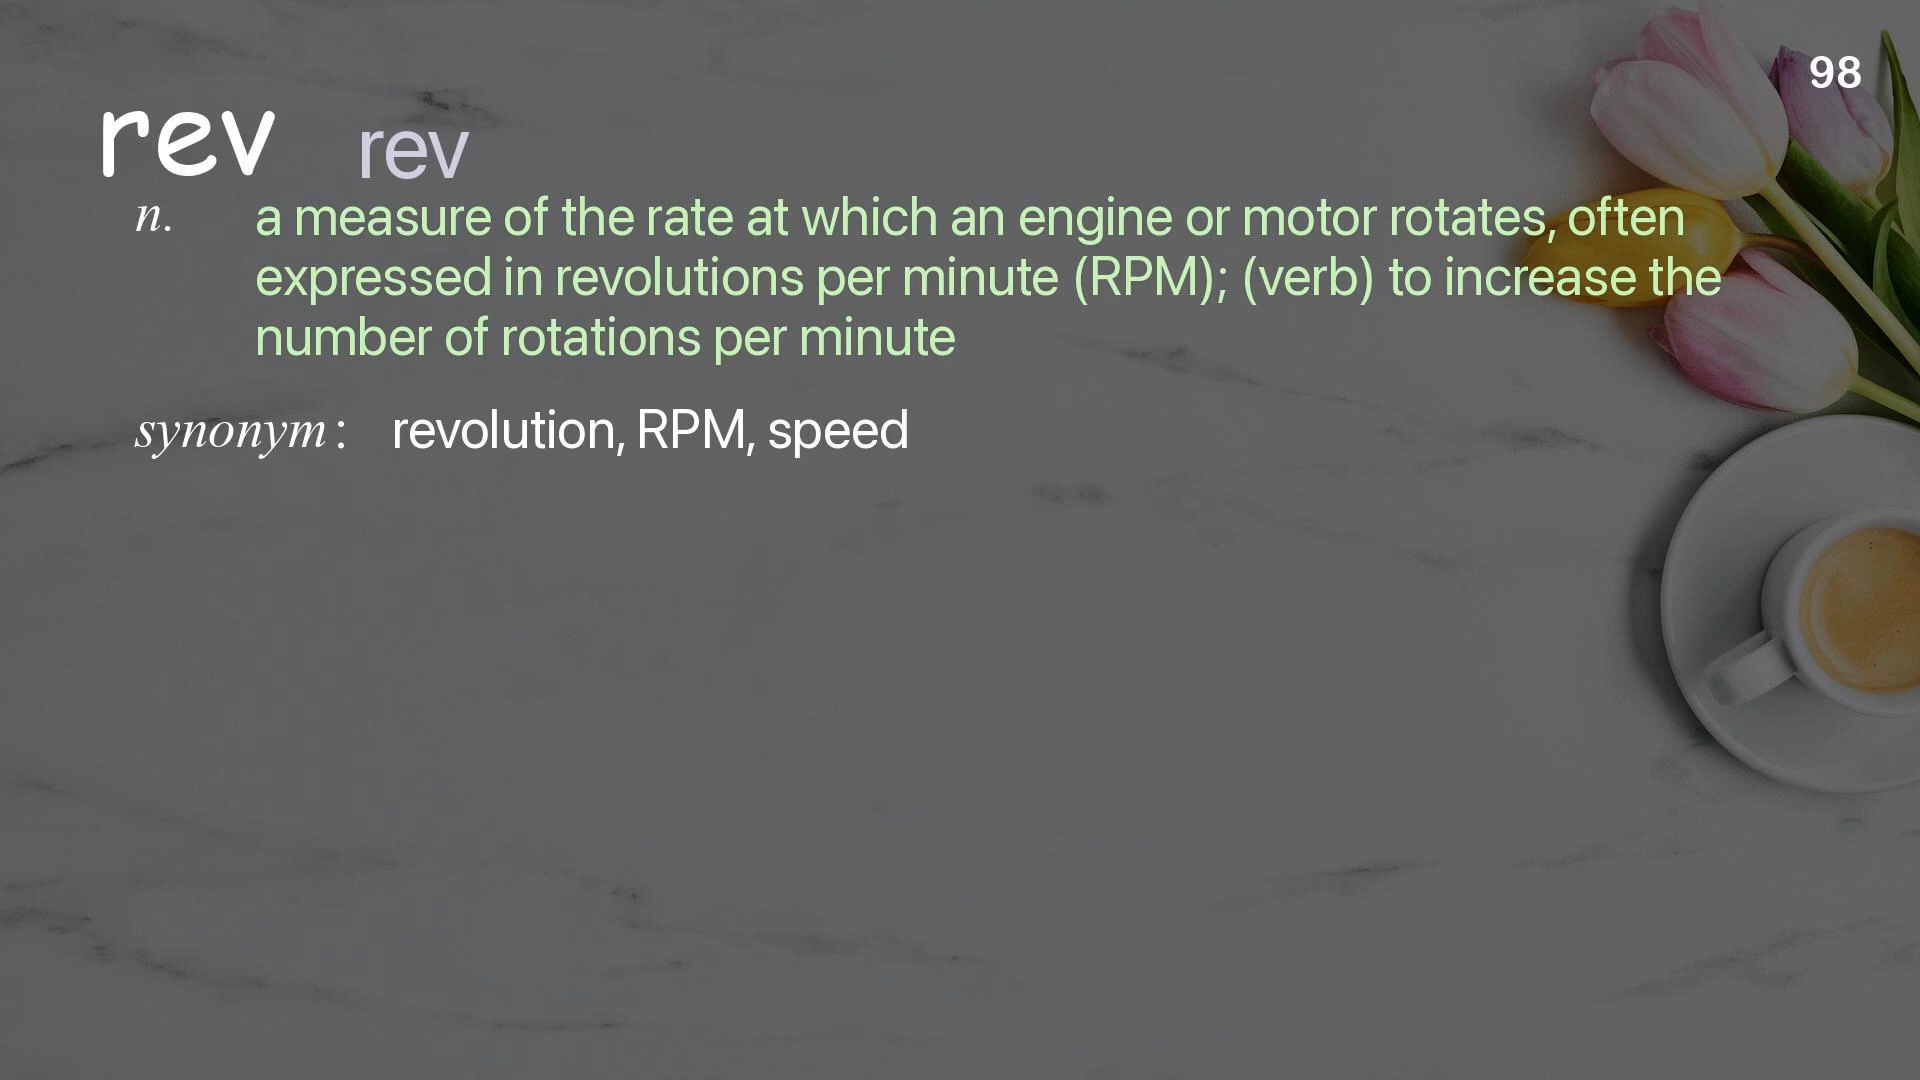 98
rev rev
n. a measure of the rate at which an engine or motor rotates, often
expressed in revolutions per minute (RPM); (verb) to increase the
number of rotations per minute
synonym : revolution, RPM, speed